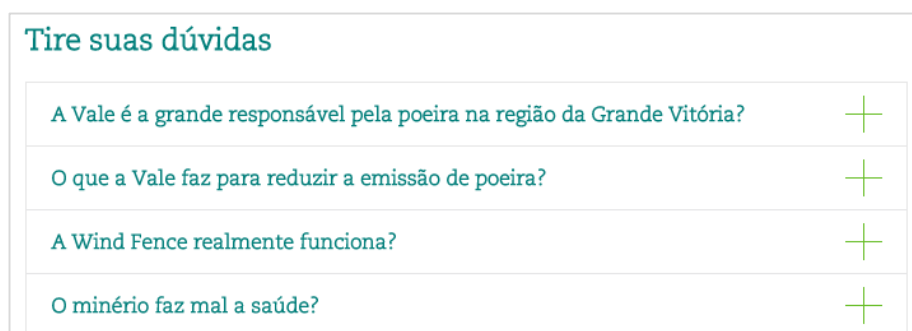 Tire suas dúvidas
A Vale é a grande responsável pela poeira na região da Grande Vitória?
O que a Vale faz para reduzir a emissão de poeira?
A Wind Fence realmente funciona?
O minério faz mal a saúde?